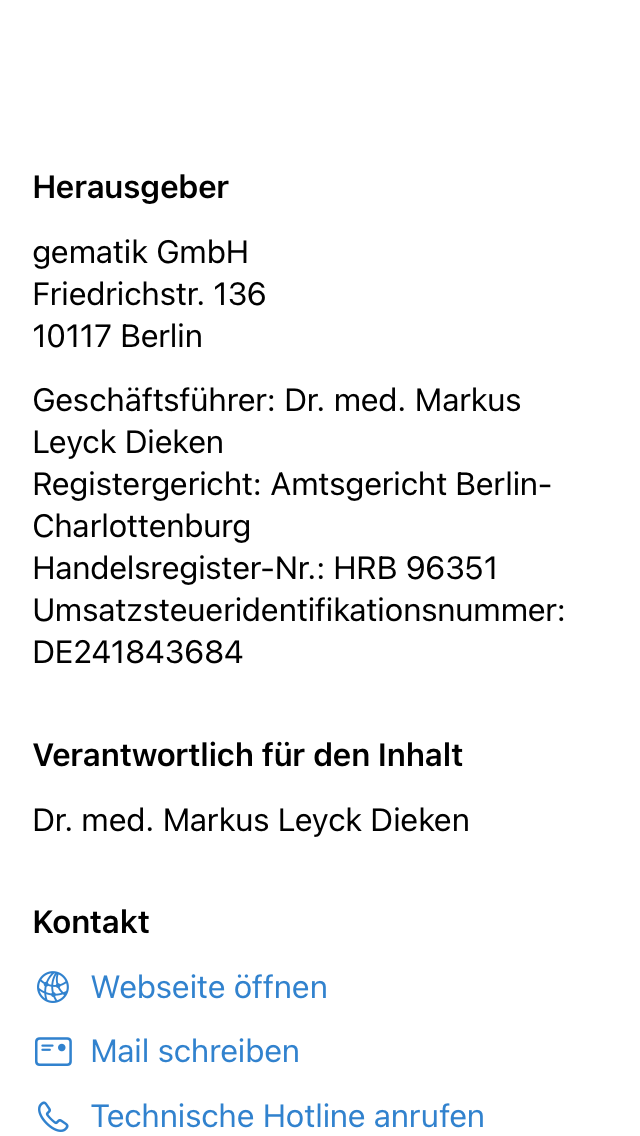 Herausgeber
gematik GmbH
Friedrichstr. 136
10117 Berlin
Geschäftsführer: Dr. med. Markus
Leyck Dieken
Registergericht: Amtsgericht Berlin-
Charlottenburg
Handelsregister-Nr.: HRB 96351
Umsatzsteueridentifikationsnummer:
DE241843684
Verantwortlich für den Inhalt
Dr. med. Markus Leyck Dieken
Kontakt
Webseite öffnen
Mail schreiben
Technische Hotline anrufen